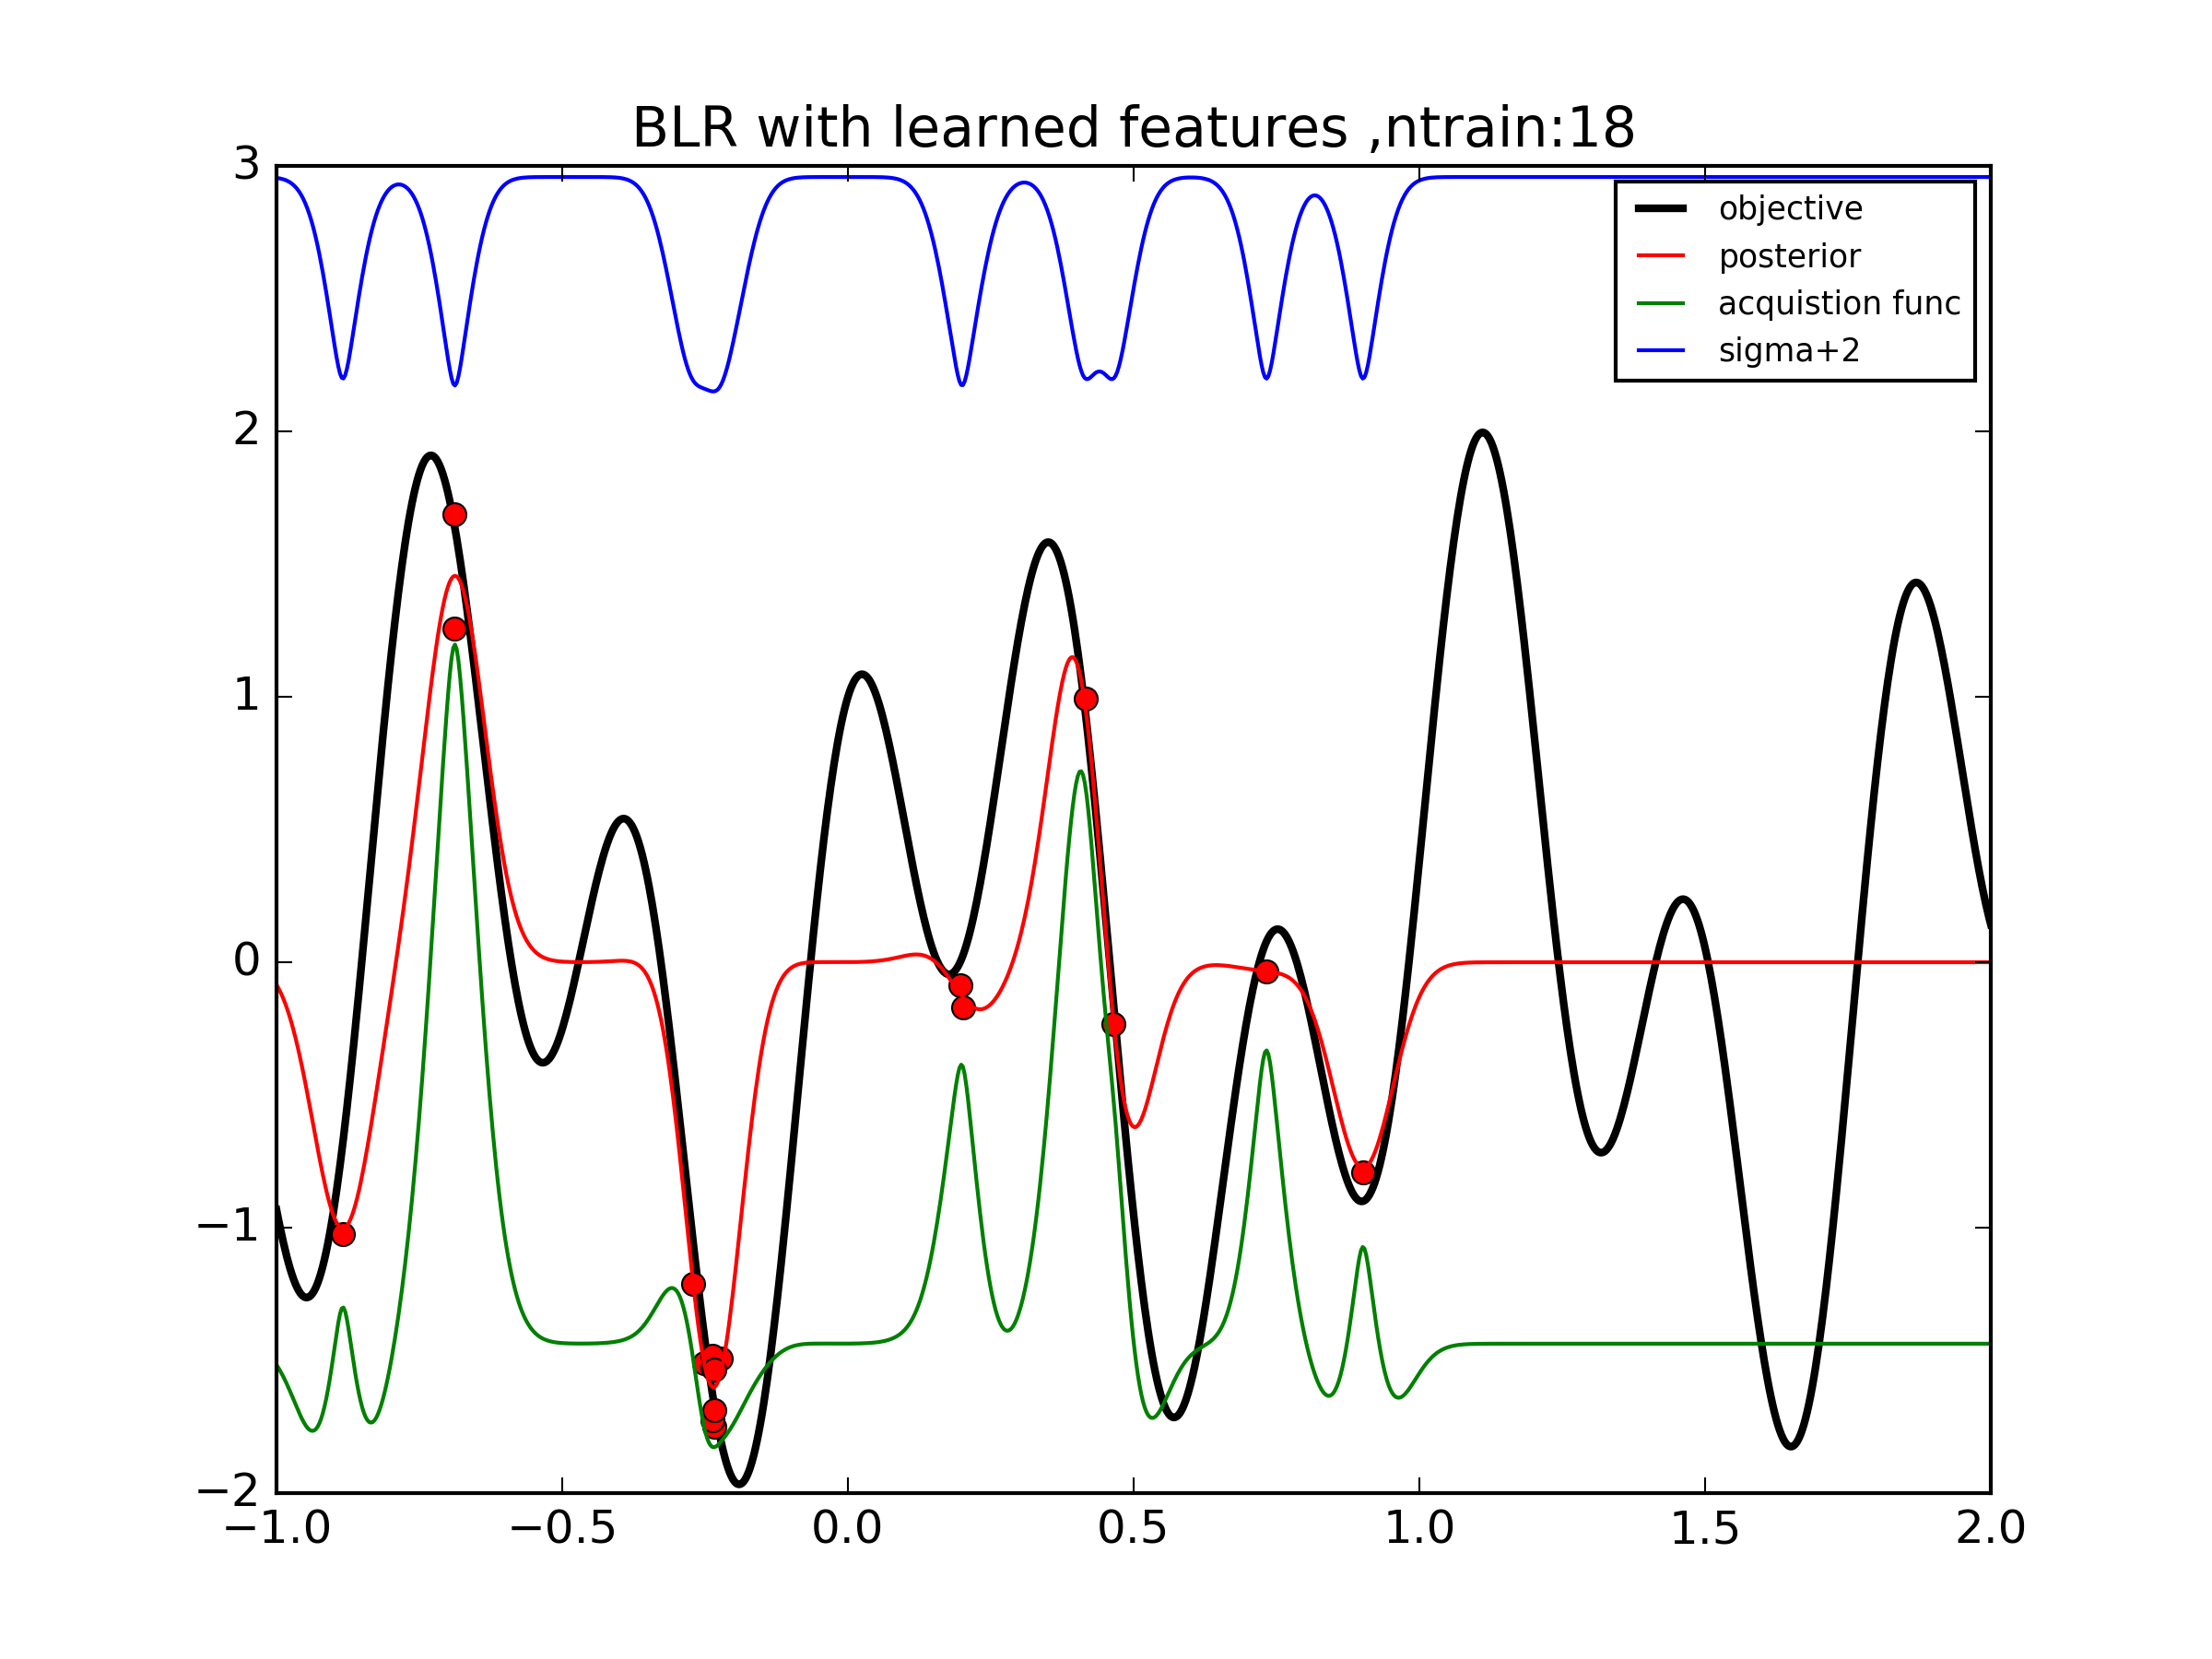 BLR with learned features ,ntrain:18
3
2
1
0
−1
−2
objective
posterior
acquistion func
sigma+2
−1.0 −0.5 0.0 0.5 1.0 1.5 2.0